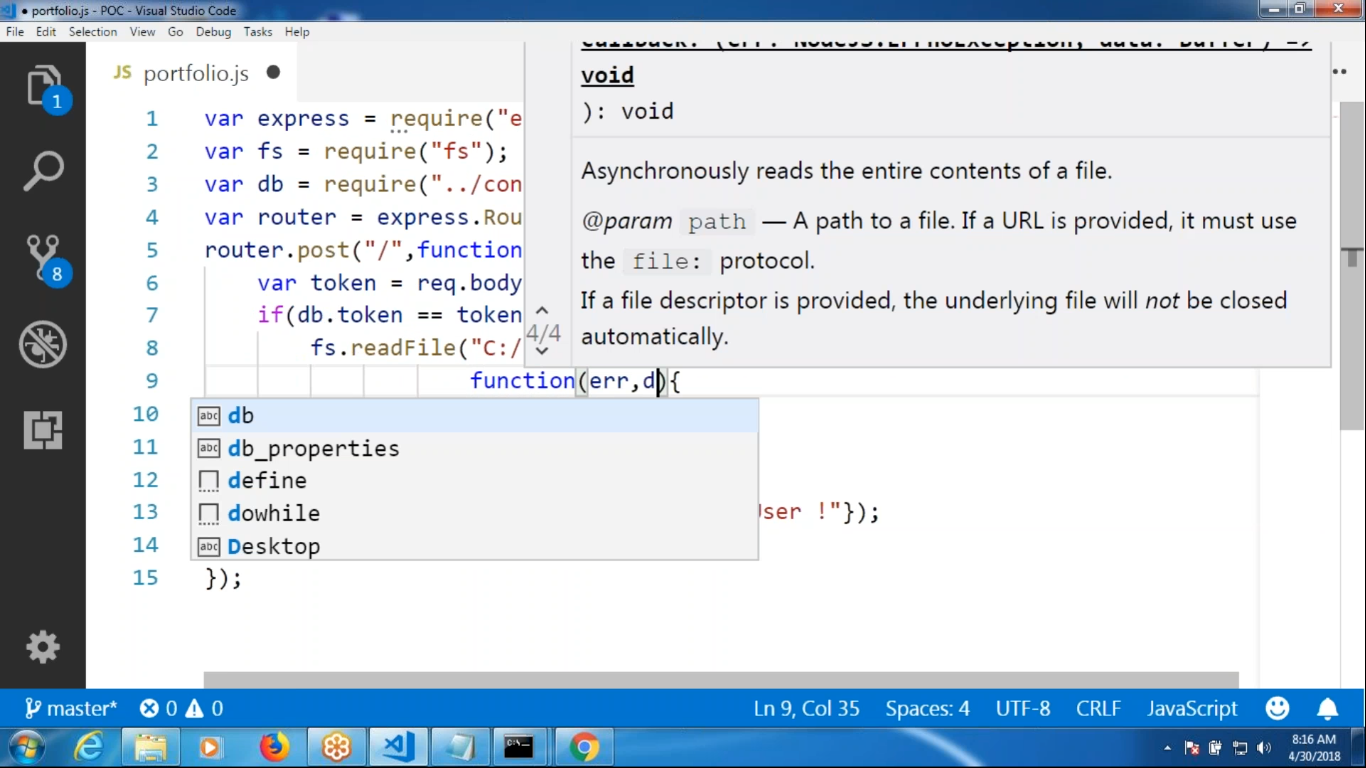 portfolio.js - POC - Visual Studio Code
File Edit Selection View Go Debug Tasks Help
JS portfolio.js
callback: (err: NodeJS.ErrnoException, data: Buffer) =>
void
): void
Asynchronously reads the entire contents of a file.
@param path — A path to a file. If a URL is provided, it must use
the file: protocol.
If a file descriptor is provided, the underlying file will not be closed
automatically.
4/4
1 var express = require("e
2 var fs = require("fs");
3 var db = require("../con
4 var router = express.Rou
5 router.post("/",function
6 var token = req.body
7 if(db.token == token
8 fs.readFile("C:/
9 function(err,d){
10
11
12
13 User !"});
14
15 });
db
db_properties
define
dowhile
Desktop
1
8
master* 0 0 Ln 9, Col 35 Spaces: 4 UTF-8 CRLF JavaScript
8:16 AM
4/30/2018